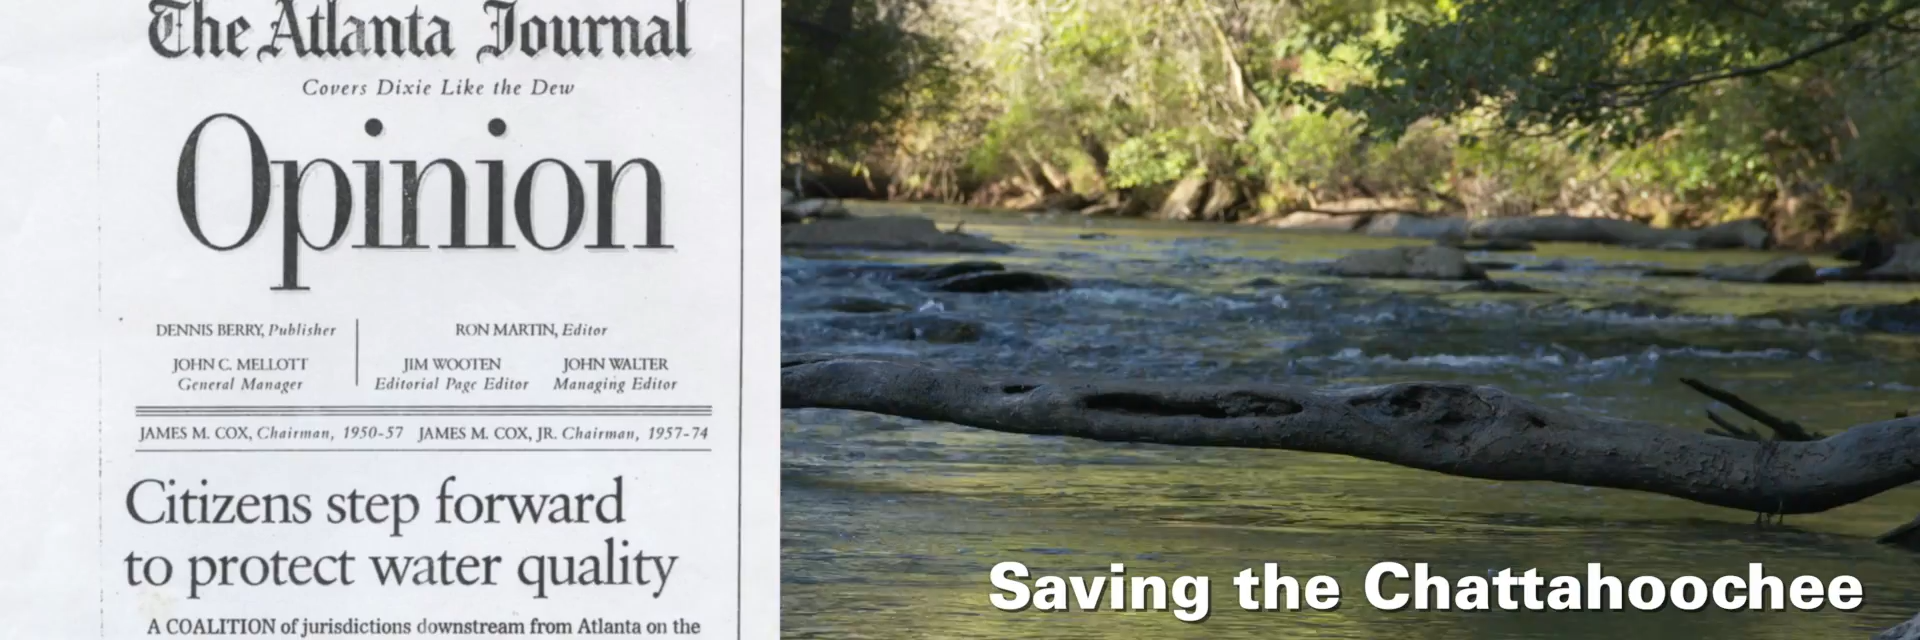 The Atlanta Journal
Covers Dixie Like the Dew
Opinion
DENNIS BERRY, Publisher
RON MARTIN, Editor
JOHN C. MELLOTT
General Manager
JIM WOOTEN
Editorial Page Editor
JOHN WALTER
Managing Editor
JAMES M. COX, Chairman, 1950-57 JAMES M. COX, JR. Chairman, 1957-74
Citizens step forward
to protect water quality
A COALITION of jurisdictions downstream from Atlanta on the
Saving the Chattahoochee